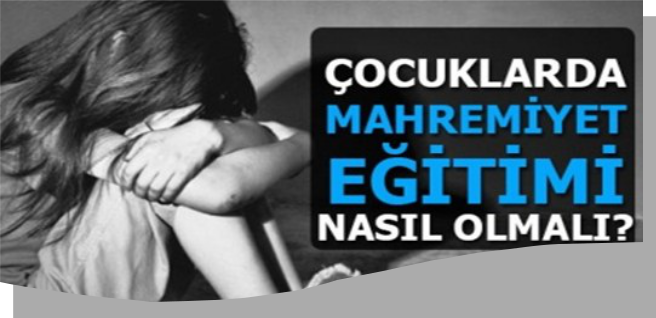 ÇOCUKLARDA
MAHREMİYET
EĞİTİMİ
NASIL OLMALI?